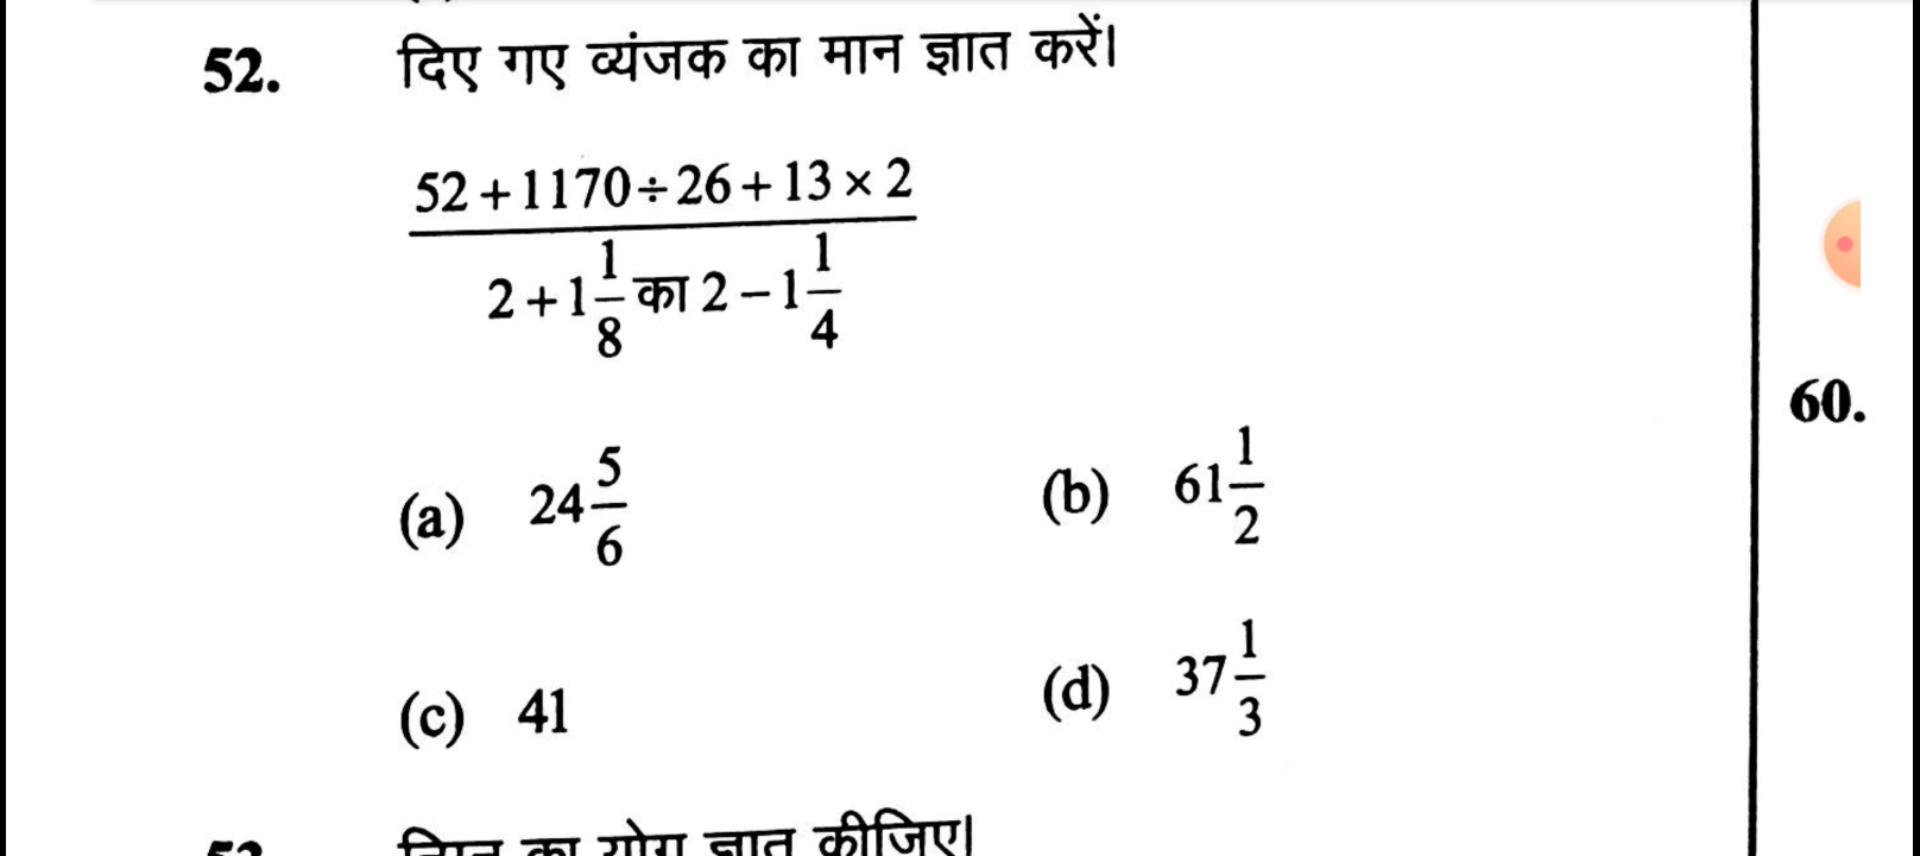 52. दिए गए व्यंजक का मान ज्ञात करें।
52+1170÷26+13×2
2+1 1/8 का 2−1 1/4
(a) 24 5/6 (b) 61 1/2
(c) 41 (d) 37 1/3
60.
का योग ज्ञात कीजिए।